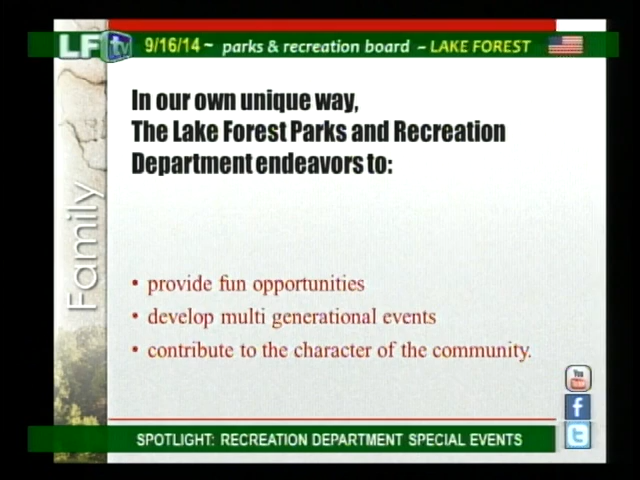 LFtv 9/16/14 ~ parks & recreation board ~ LAKE FOREST
In our own unique way,
The Lake Forest Parks and Recreation
Department endeavors to:
Family
• provide fun opportunities
• develop multi generational events
• contribute to the character of the community.
You Tube
f
t
SPOTLIGHT: RECREATION DEPARTMENT SPECIAL EVENTS